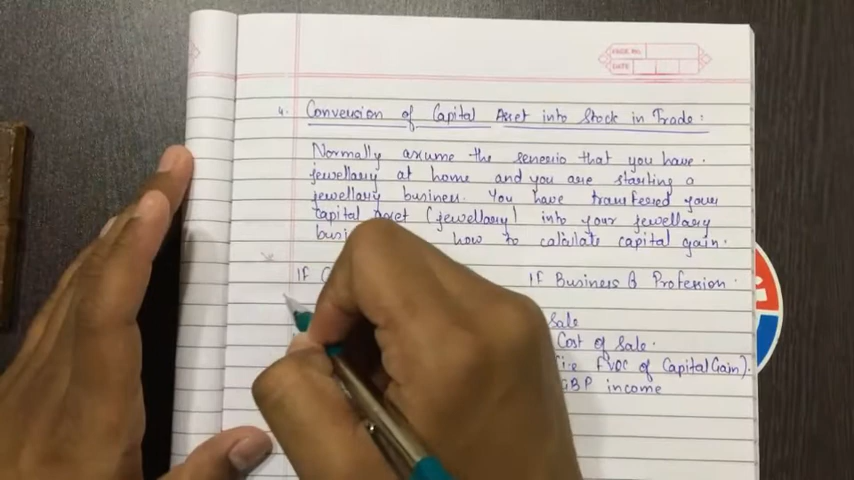 PAGE NO.
DATE
4. Conversion of Capital Asset into Stock in Trade:
Normally assume the senerio that you have.
jewellary at home and you are starting a
jewellary business. You have transfered your
capital asset (jewellary) into your jewellary
how to calculate capital gain.
IF
IF Business & Profession.
Sale
Cost of Sale.
(i.e FVOC of Capital Gain).
GBP income